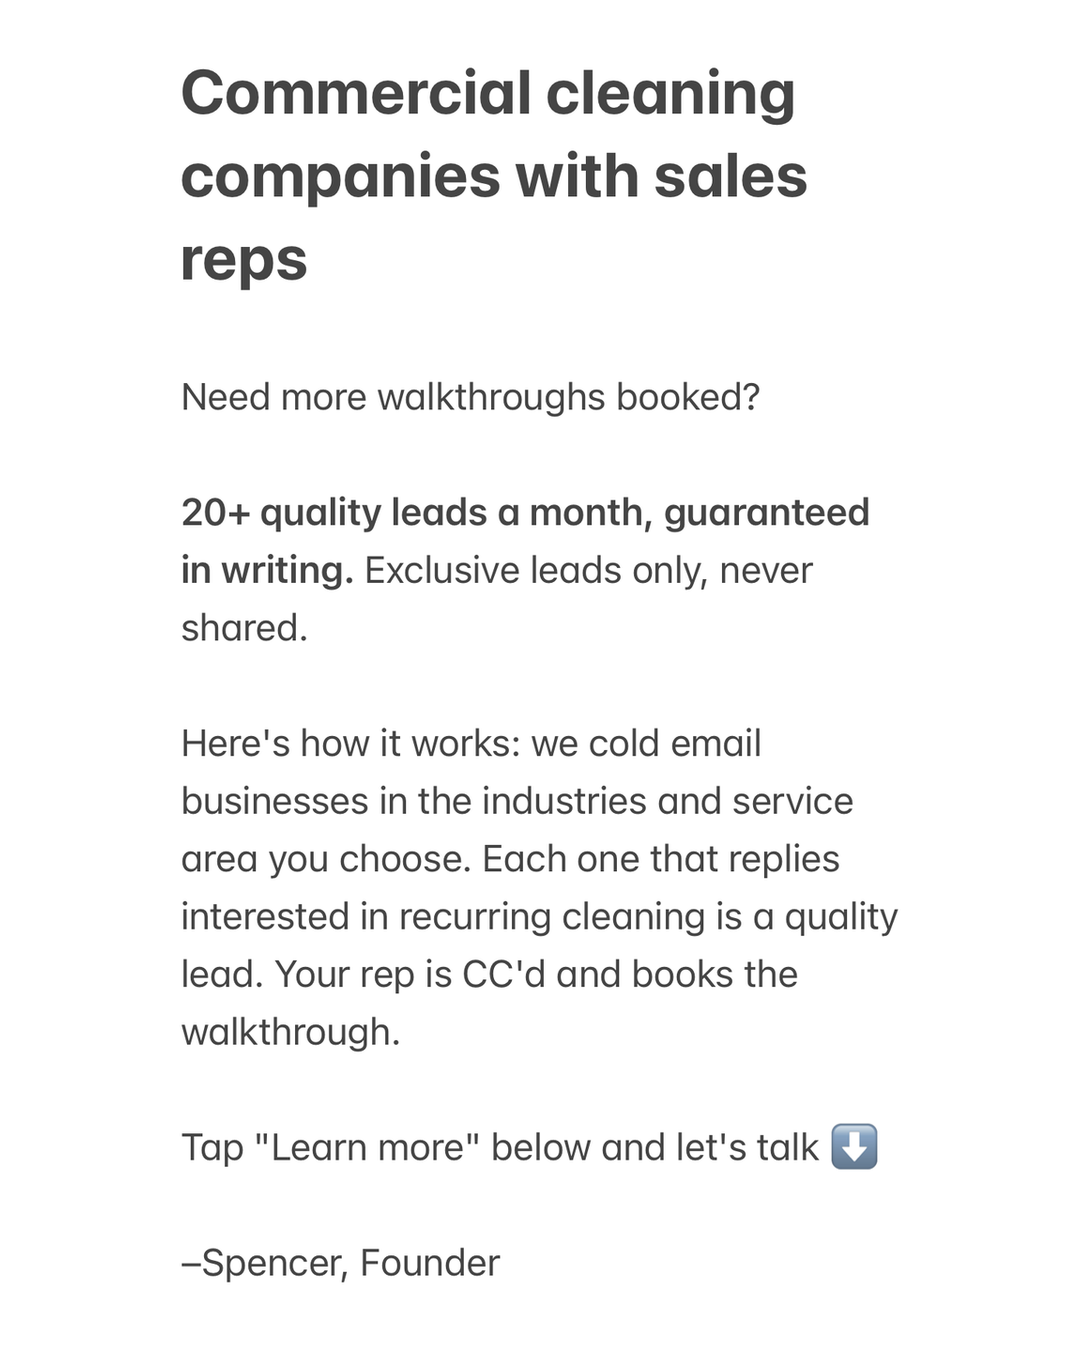 Commercial cleaning
companies with sales
reps
Need more walkthroughs booked?
20+ quality leads a month, guaranteed
in writing. Exclusive leads only, never
shared.
Here's how it works: we cold email
businesses in the industries and service
area you choose. Each one that replies
interested in recurring cleaning is a quality
lead. Your rep is CC'd and books the
walkthrough.
Tap "Learn more" below and let's talk ⬇️
–Spencer, Founder